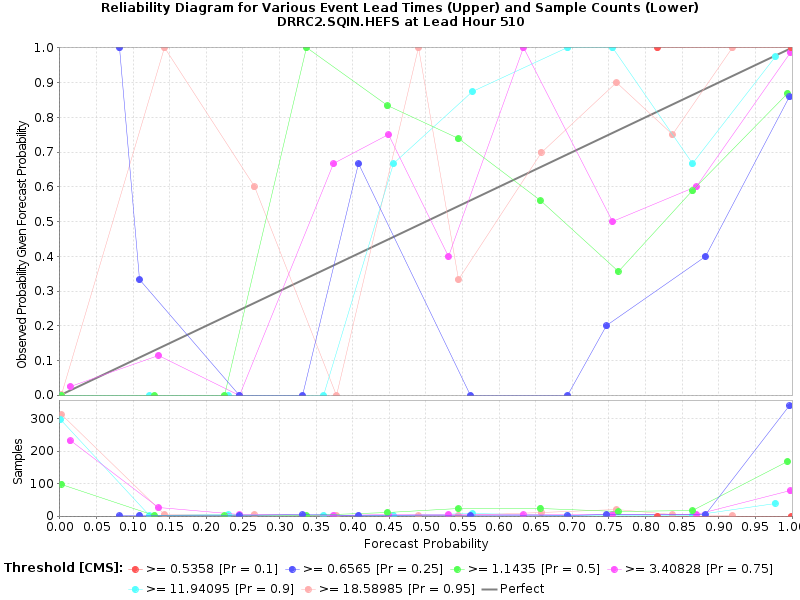 Reliability Diagram for Various Event Lead Times (Upper) and Sample Counts (Lower)
DRRC2.SQIN.HEFS at Lead Hour 510
Observed Probability Given Forecast Probability
1.0
0.9
0.8
0.7
0.6
0.5
0.4
0.3
0.2
0.1
0.0
Samples
300
200
100
0
0.00 0.05 0.10 0.15 0.20 0.25 0.30 0.35 0.40 0.45 0.50 0.55 0.60 0.65 0.70 0.75 0.80 0.85 0.90 0.95 1.00
Forecast Probability
Threshold [CMS]: >= 0.5358 [Pr = 0.1] >= 0.6565 [Pr = 0.25] >= 1.1435 [Pr = 0.5] >= 3.40828 [Pr = 0.75]
>= 11.94095 [Pr = 0.9] >= 18.58985 [Pr = 0.95] Perfect